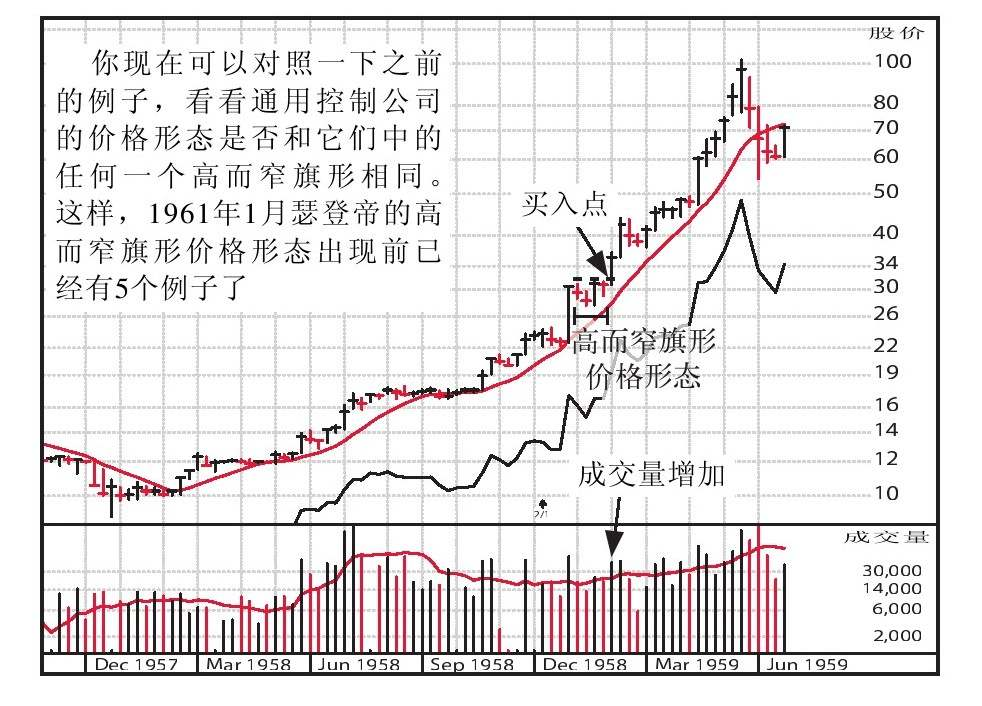 股价
你现在可以对照一下之前
的例子，看看通用控制公司
的价格形态是否和它们中的
任何一个高而窄旗形相同。
这样，1961年1月瑟登帝的高
而窄旗形价格形态出现前已
经有5个例子了
100
80
70
60
50
40
34
30
26
22
19
16
14
12
10
买入点
高而窄旗形
价格形态
成交量增加
2/1
成交量
30,000
14,000
6,000
2,000
Dec 1957 Mar 1958 Jun 1958 Sep 1958 Dec 1958 Mar 1959 Jun 1959